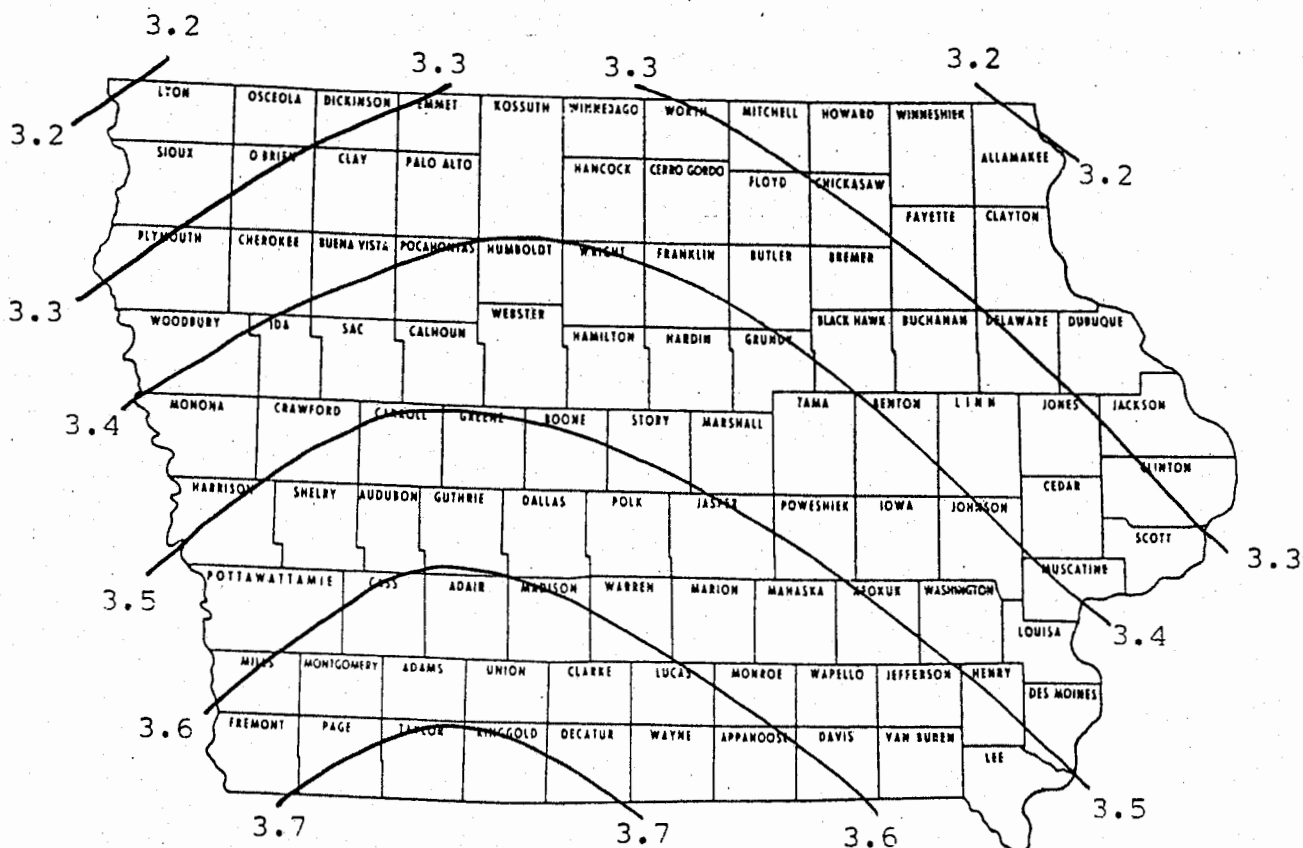 3.2
3.3
3.3
3.2
LYON OSCEOLA DICKINSON EMMET KOSSUTH WINNEBAGO WORTH MITCHELL HOWARD WINNESHIEK
3.2
ALLAMAKEE
3.2
SIOUX O BRIEN CLAY PALO ALTO HANCOCK CERRO GORDO FLOYD CHICKASAW
FAYETTE CLAYTON
PLYMOUTH CHEROKEE BUENA VISTA POCAHONTAS HUMBOLDT WRIGHT FRANKLIN BUTLER BREMER
3.3
WOODBURY IDA SAC CALHOUN WEBSTER HAMILTON HARDIN GRUNDY BLACK HAWK BUCHANAN DELAWARE DUBUQUE
3.4
MONONA CRAWFORD CARROLL GREENE BOONE STORY MARSHALL TAMA BENTON LINN JONES JACKSON
CLINTON
HARRISON SHELRY AUDUBON GUTHRIE DALLAS POLK JASPER POWESHIEK IOWA JOHNSON CEDAR
SCOTT
3.3
3.5
POTTAWATTAMIE CASS ADAIR MADISON WARREN MARION MAHASKA KEOKUK WASHINGTON MUSCATINE
LOUISA
3.4
MILLS MONTGOMERY ADAMS UNION CLARKE LUCAS MONROE WAPELLO JEFFERSON HENRY
DES MOINES
3.6
FREMONT PAGE TAYLOR RINGGOLD DECATUR WAYNE APPANOOSE DAVIS VAN BUREN
LEE
3.5
3.7
3.7
3.6